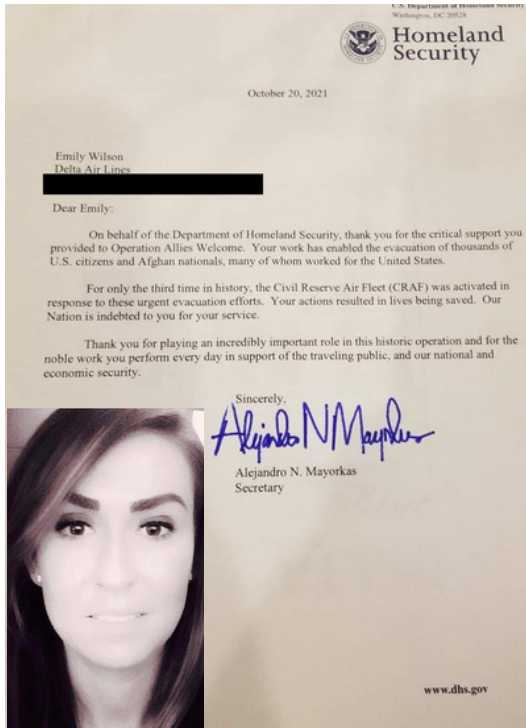 U.S. Department of Homeland Security
Washington, DC 20528
Homeland
Security
October 20, 2021
Emily Wilson
Delta Air Lines
Dear Emily:
On behalf of the Department of Homeland Security, thank you for the critical support you
provided to Operation Allies Welcome. Your work has enabled the evacuation of thousands of
U.S. citizens and Afghan nationals, many of whom worked for the United States.
For only the third time in history, the Civil Reserve Air Fleet (CRAF) was activated in
response to these urgent evacuation efforts. Your actions resulted in lives being saved. Our
Nation is indebted to you for your service.
Thank you for playing an incredibly important role in this historic operation and for the
noble work you perform every day in support of the traveling public, and our national and
economic security.
Sincerely,
Alejandro N Mayorkas
Alejandro N. Mayorkas
Secretary
www.dhs.gov